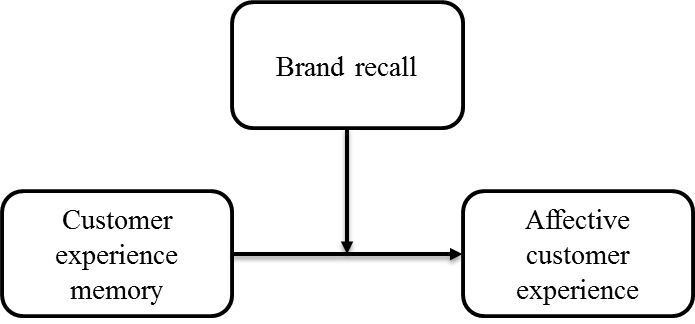 Brand recall
Customer
experience
memory
Affective
customer
experience